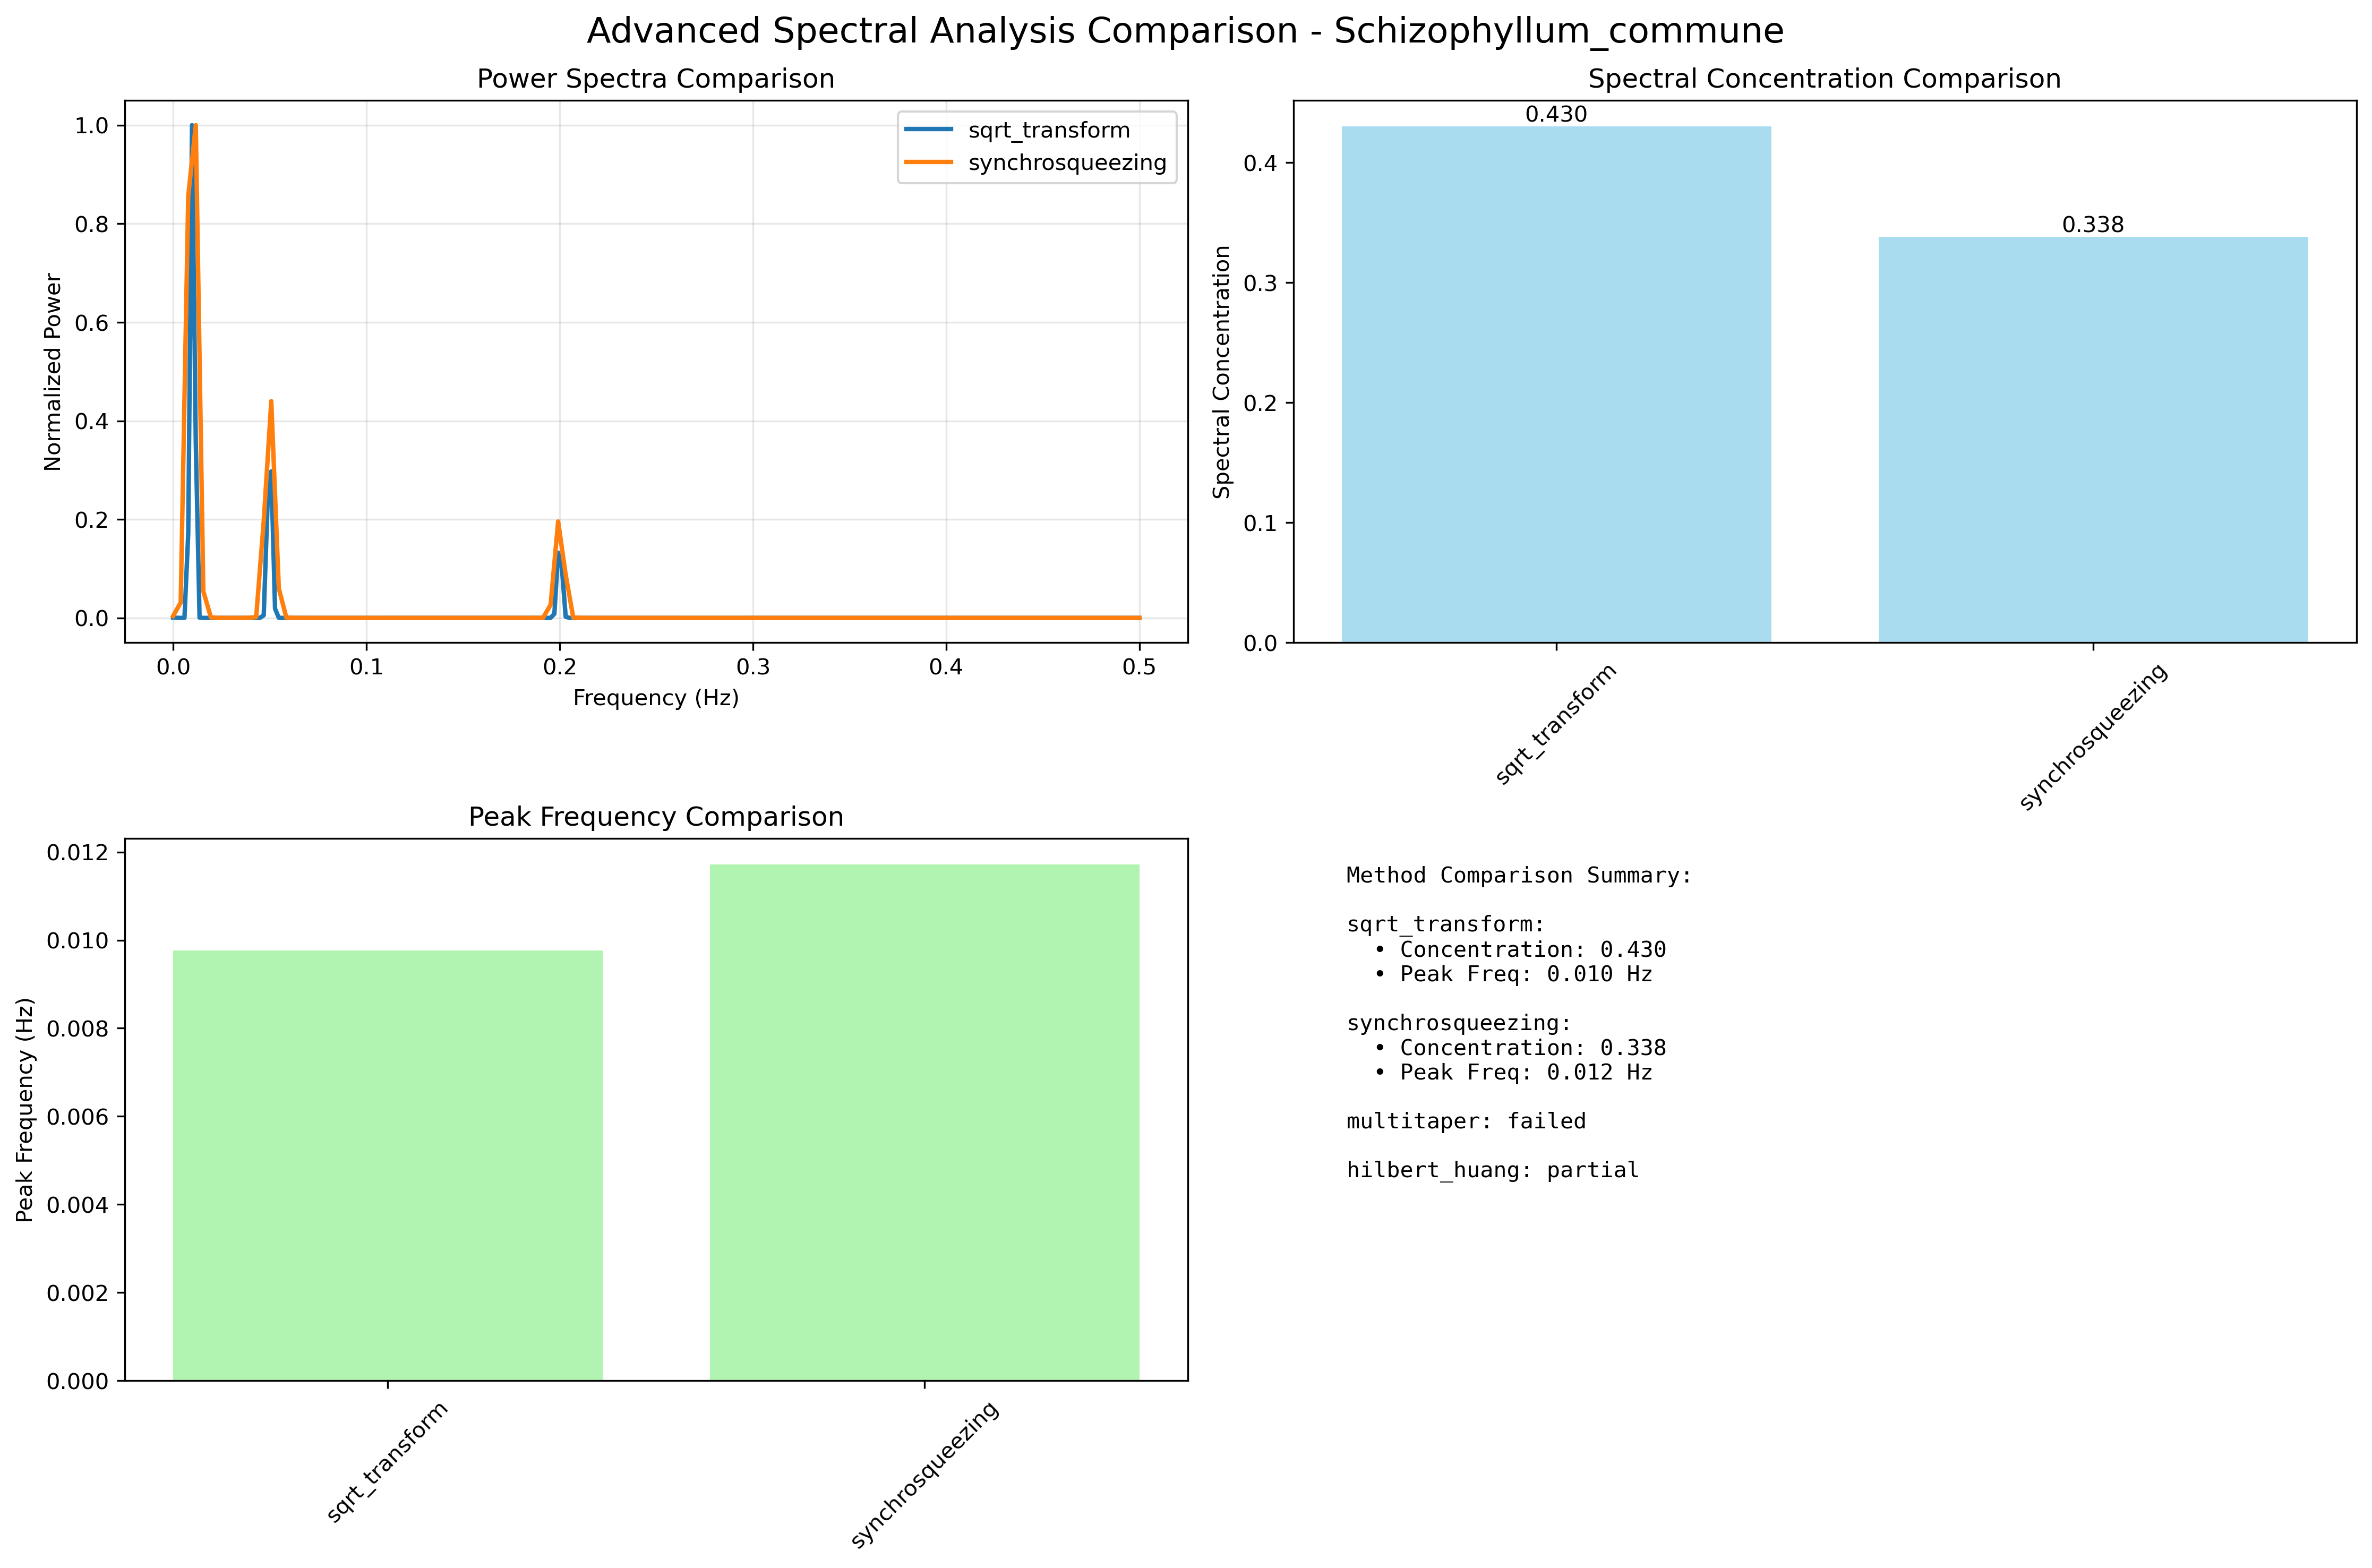 Advanced Spectral Analysis Comparison - Schizophyllum_commune
Power Spectra Comparison
1.0
0.8
0.6
0.4
0.2
0.0
Normalized Power
sqrt_transform
synchrosqueezing
0.0 0.1 0.2 0.3 0.4 0.5
Frequency (Hz)
Spectral Concentration Comparison
0.4
0.3
0.2
0.1
0.0
Spectral Concentration
0.430
0.338
sqrt_transform
synchrosqueezing
Peak Frequency Comparison
0.012
0.010
0.008
0.006
0.004
0.002
0.000
Peak Frequency (Hz)
sqrt_transform
synchrosqueezing
Method Comparison Summary:
sqrt_transform:
• Concentration: 0.430
• Peak Freq: 0.010 Hz
synchrosqueezing:
• Concentration: 0.338
• Peak Freq: 0.012 Hz
multitaper: failed
hilbert_huang: partial